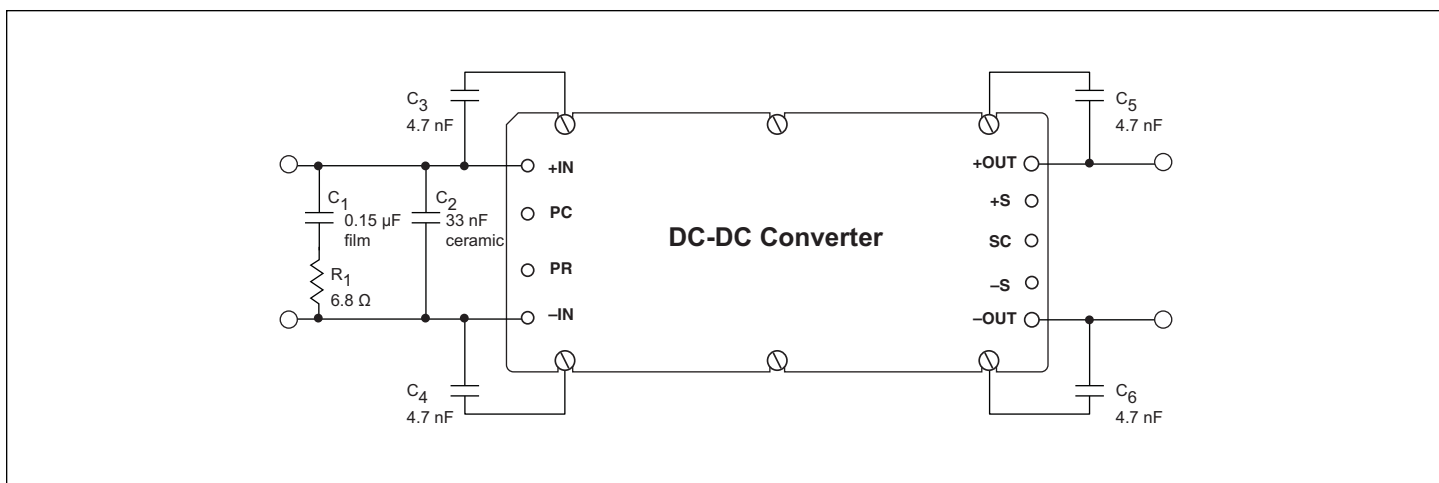 C3
4.7 nF
C5
4.7 nF
+IN
+OUT
C1
0.15 µF
film
C2
33 nF
ceramic
PC
+S
DC-DC Converter
SC
R1
6.8 Ω
PR
–S
–IN
–OUT
C4
4.7 nF
C6
4.7 nF